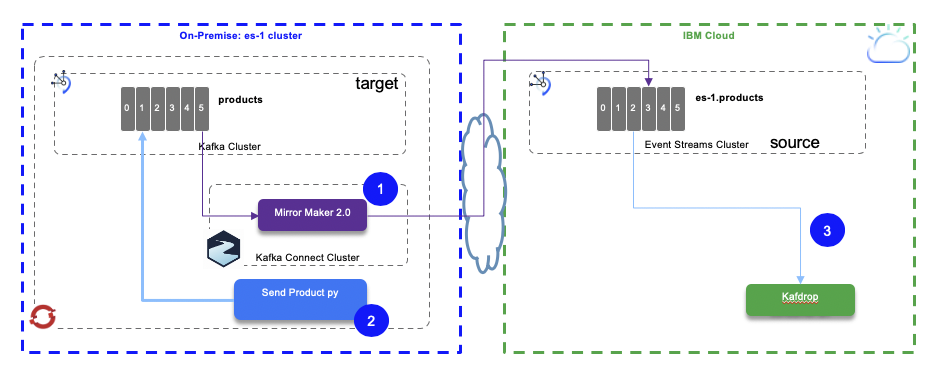 On-Premise: es-1 cluster
target
products
0 1 2 3 4 5
Kafka Cluster
1
Mirror Maker 2.0
Kafka Connect Cluster
Send Product py
2
IBM Cloud
es-1.products
0 1 2 3 4 5
Event Streams Cluster
source
3
Kafdrop